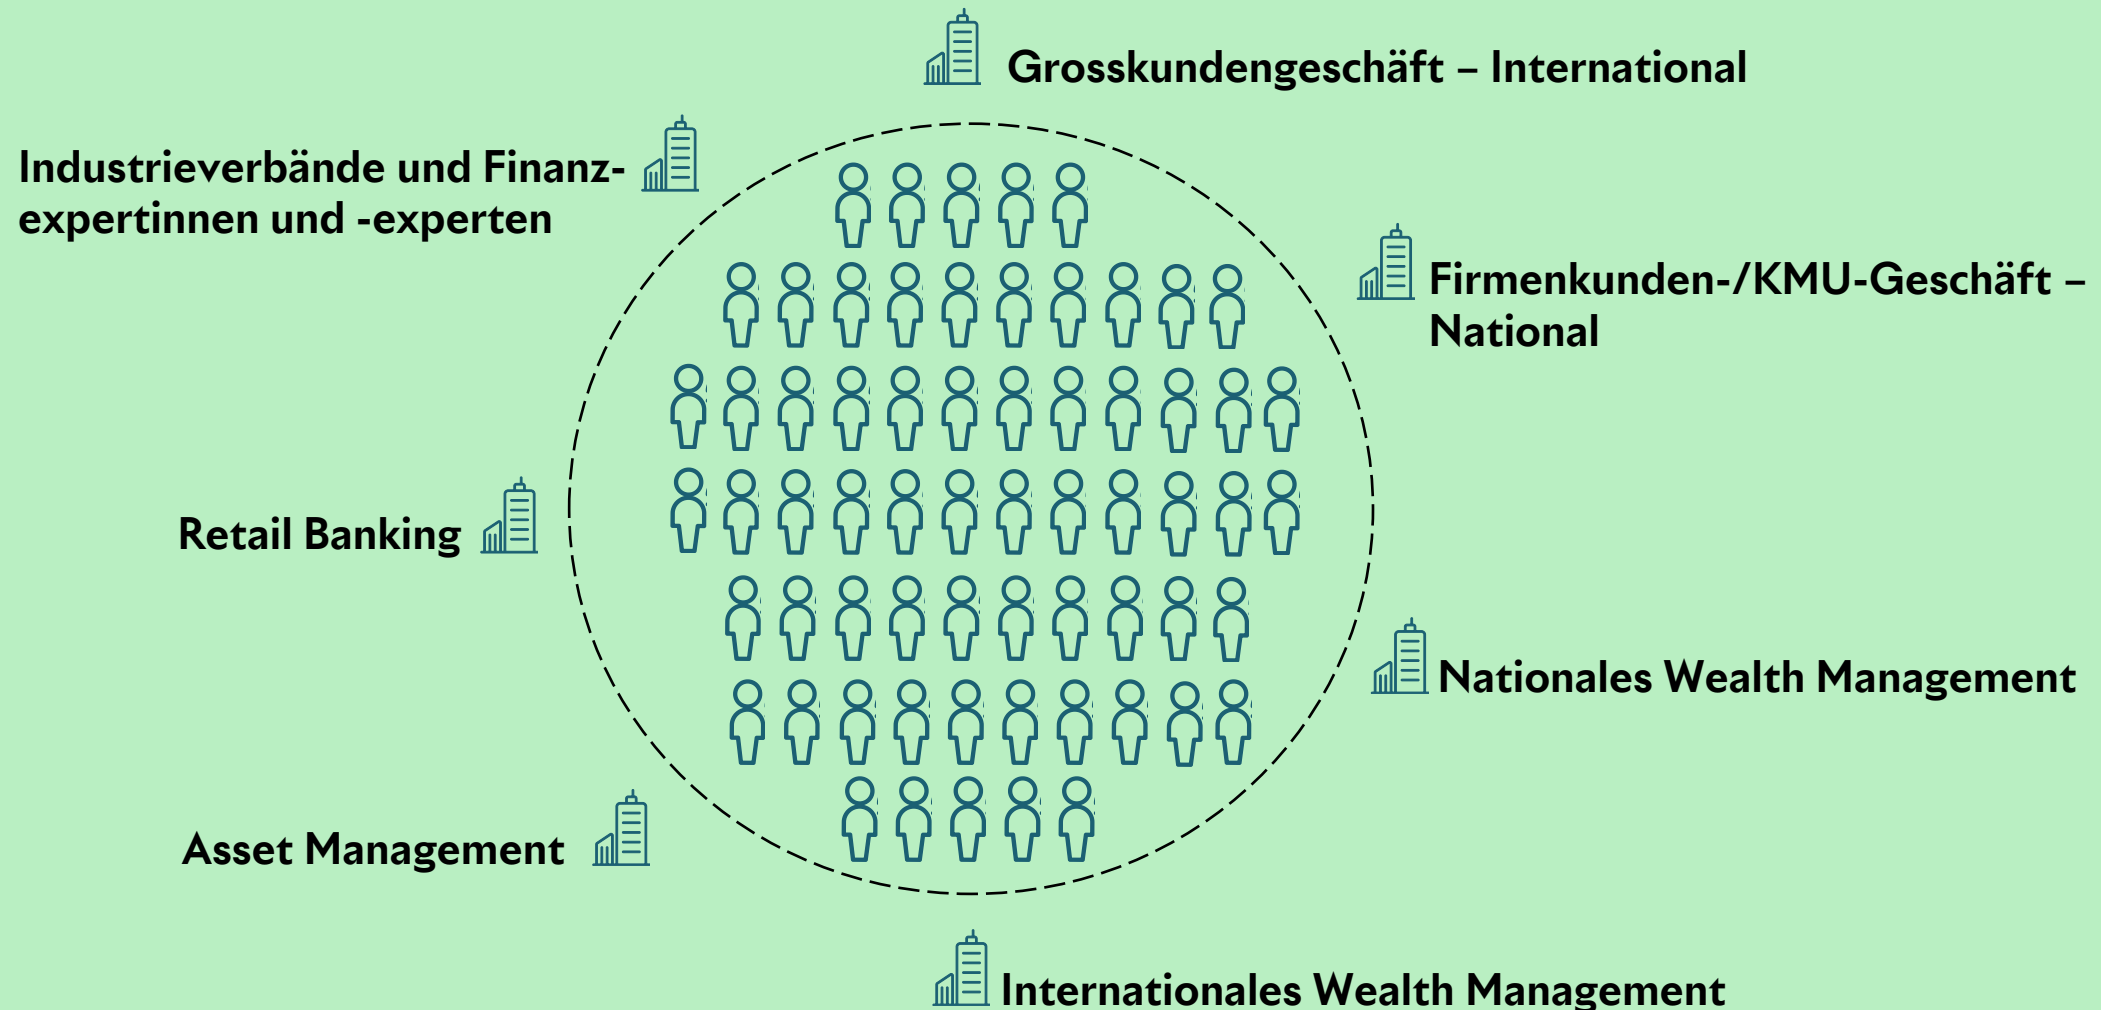 Grosskundengeschäft – International
Industrieverbände und Finanz-
expertinnen und -experten
Firmenkunden-/KMU-Geschäft –
National
Retail Banking
Nationales Wealth Management
Asset Management
Internationales Wealth Management